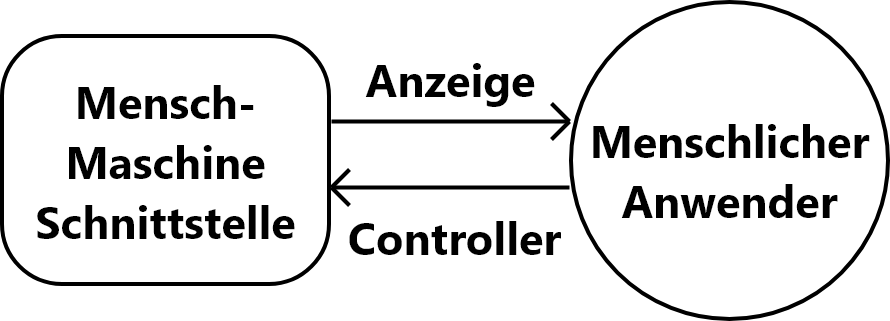 Mensch-
Maschine
Schnittstelle
Anzeige
Controller
Menschlicher
Anwender